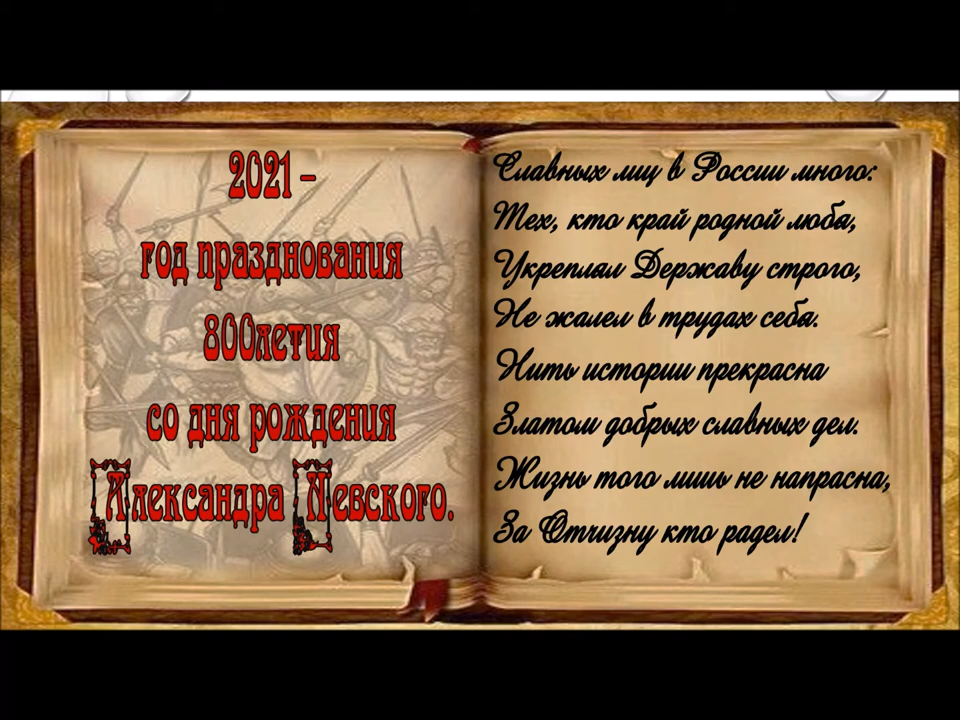 2021 –
год празднования
800летия
со дня рождения
Александра Невского.
Славных лиц в России много:
Тех, кто край родной любя,
Укреплял Державу строго,
Не жалел в трудах себя.
Нить истории прекрасна
Златом добрых славных дел.
Жизнь того лишь не напрасна,
За Отчизну кто радел!